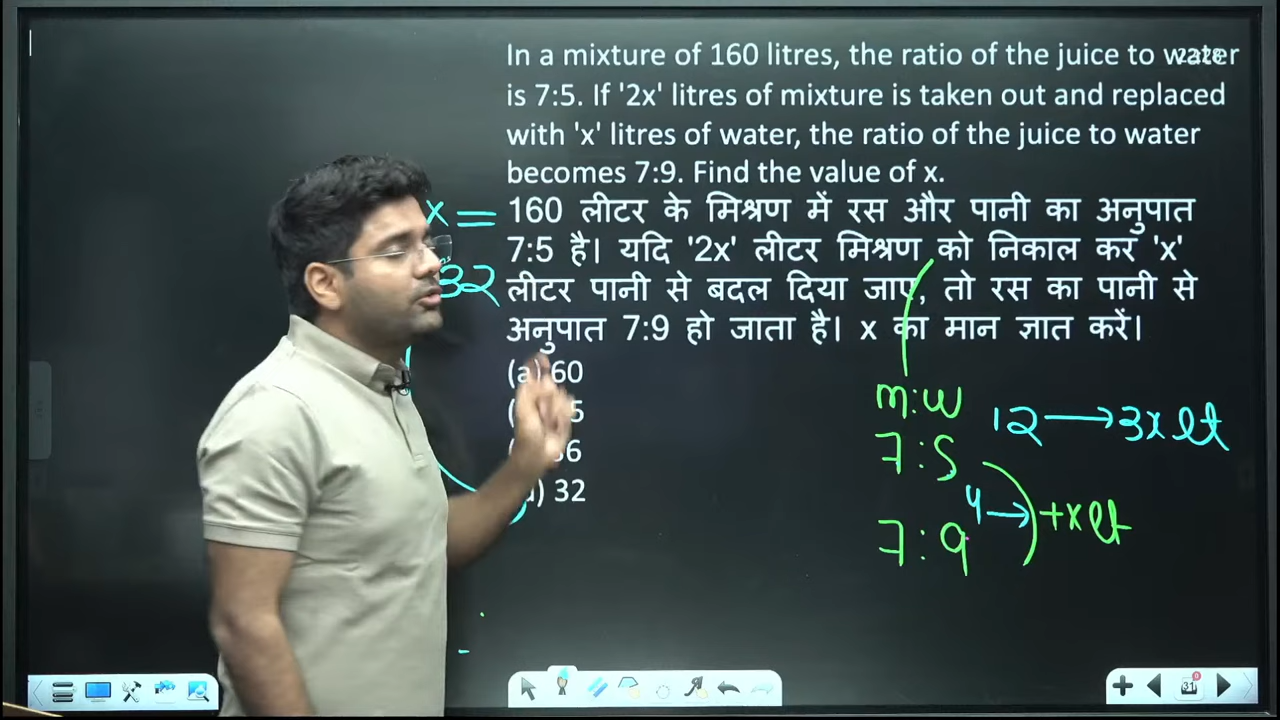 In a mixture of 160 litres, the ratio of the juice to water
is 7:5. If '2x' litres of mixture is taken out and replaced
with 'x' litres of water, the ratio of the juice to water
becomes 7:9. Find the value of x.
160 लीटर के मिश्रण में रस और पानी का अनुपात
7:5 है। यदि '2x' लीटर मिश्रण को निकाल कर 'x'
लीटर पानी से बदल दिया जाए, तो रस का पानी से
अनुपात 7:9 हो जाता है। x का मान ज्ञात करें।
(a) 60
(d) 32
x =
32
m:w
7:5
12 → 3x lt
4 → +x lt
7:9